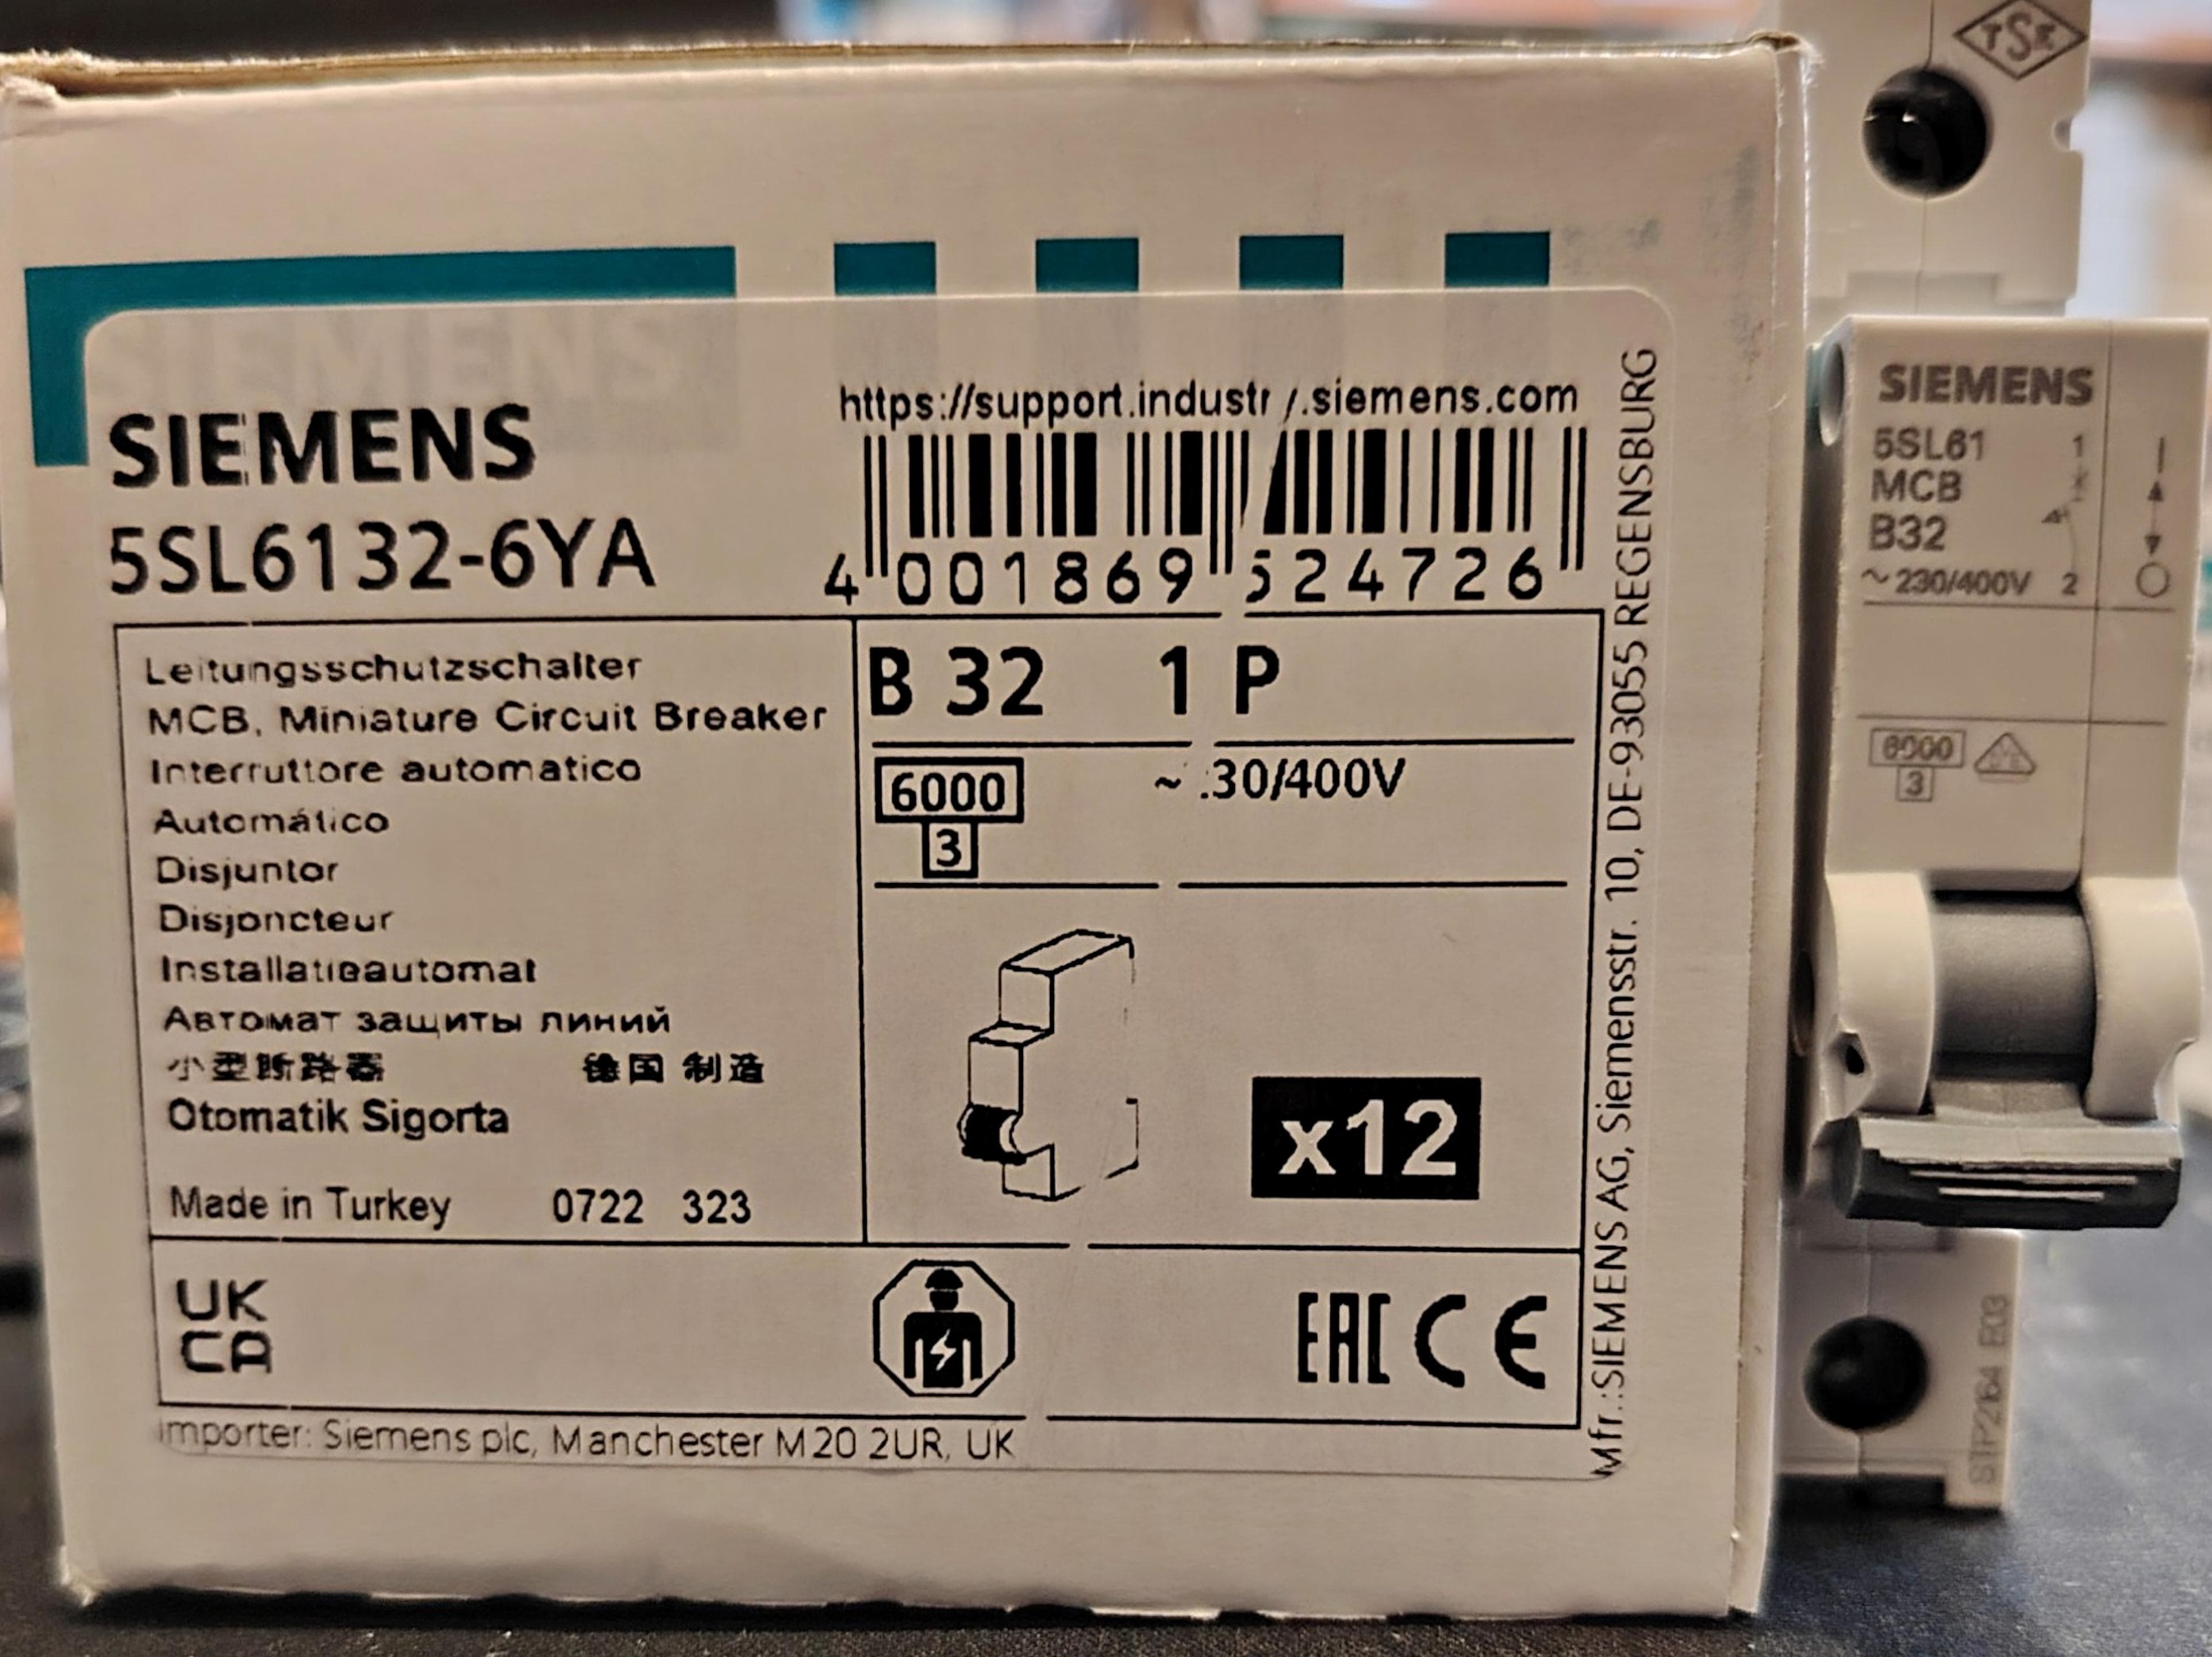 SIEMENS
SIEMENS
5SL6132-6YA
https://support.industr /.siemens.com
4 001869 524726
Leitungsschutzschalter
MCB, Miniature Circuit Breaker
Interruttore automatico
Automático
Disjuntor
Disjoncteur
Installatieautomat
Автомат защиты линий
小型断路器 德国 制造
Otomatik Sigorta
Made in Turkey 0722 323
B 32 1 P
6000 ~ .30/400V
3
x12
UK
CA
EAC CE
Importer: Siemens plc, Manchester M20 2UR, UK
Mfr.:SIEMENS AG, Siemensstr. 10, DE-93055 REGENSBURG
TSE
SIEMENS
5SL61 1
MCB
B32
~230/400V 2
6000
3
STP2164 E03